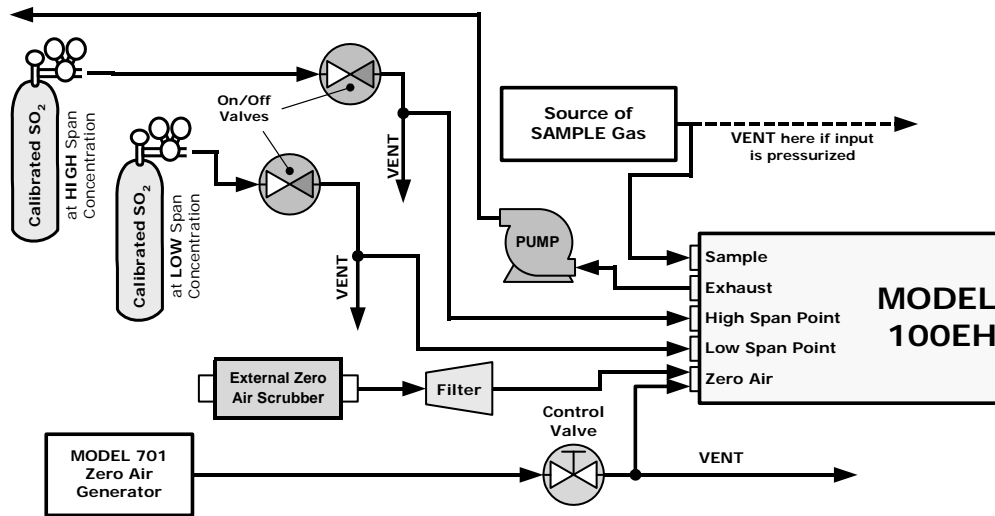 Calibrated SO2
at HIGH Span
Concentration
Calibrated SO2
at LOW Span
Concentration
On/Off
Valves
VENT
VENT
Source of
SAMPLE Gas
VENT here if input
is pressurized
PUMP
Sample
Exhaust
High Span Point
Low Span Point
Zero Air
MODEL
100EH
External Zero
Air Scrubber
Filter
Control
Valve
MODEL 701
Zero Air
Generator
VENT